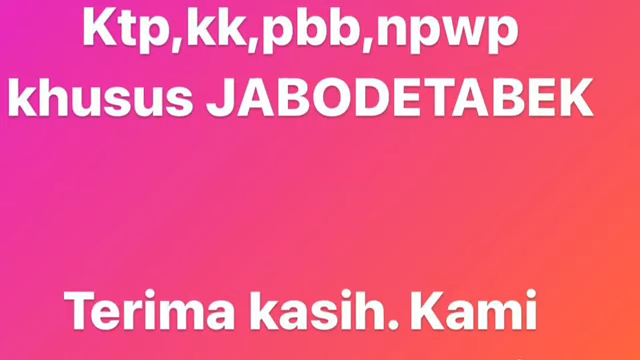 Ktp,kk,pbb,npwp
khusus JABODETABEK
Terima kasih. Kami